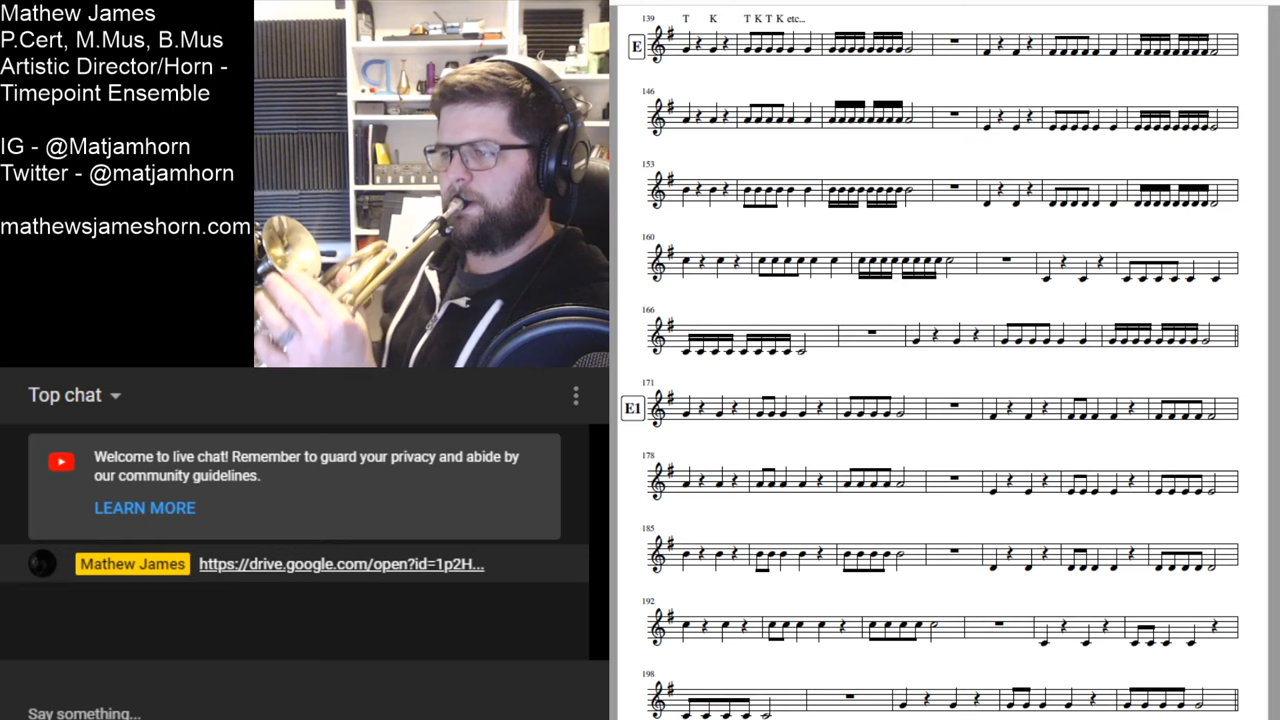 Mathew James
P.Cert, M.Mus, B.Mus
Artistic Director/Horn -
Timepoint Ensemble
IG - @Matjamhorn
Twitter - @matjamhorn
mathewsjameshorn.com
Top chat
Welcome to live chat! Remember to guard your privacy and abide by
our community guidelines.
LEARN MORE
Mathew James https://drive.google.com/open?id=1p2H...
Say something...
139 T K T K T K etc...
E
146
153
160
166
171
E1
178
185
192
198